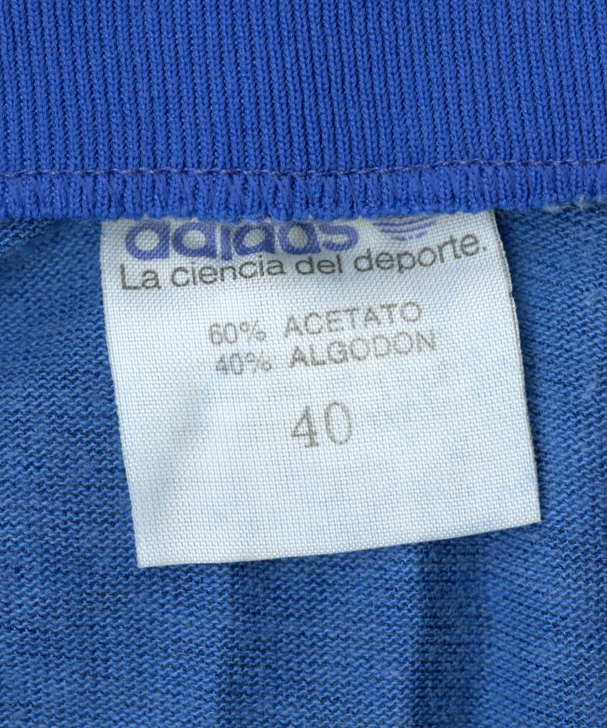 adidas
La ciencia del deporte.
60% ACETATO
40% ALGODON
40